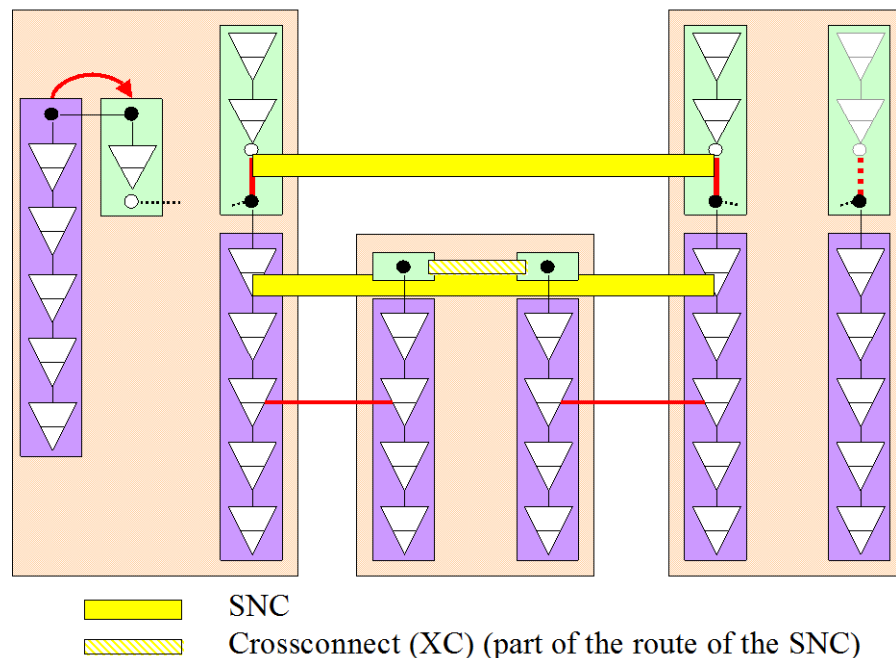 SNC
Crossconnect (XC) (part of the route of the SNC)